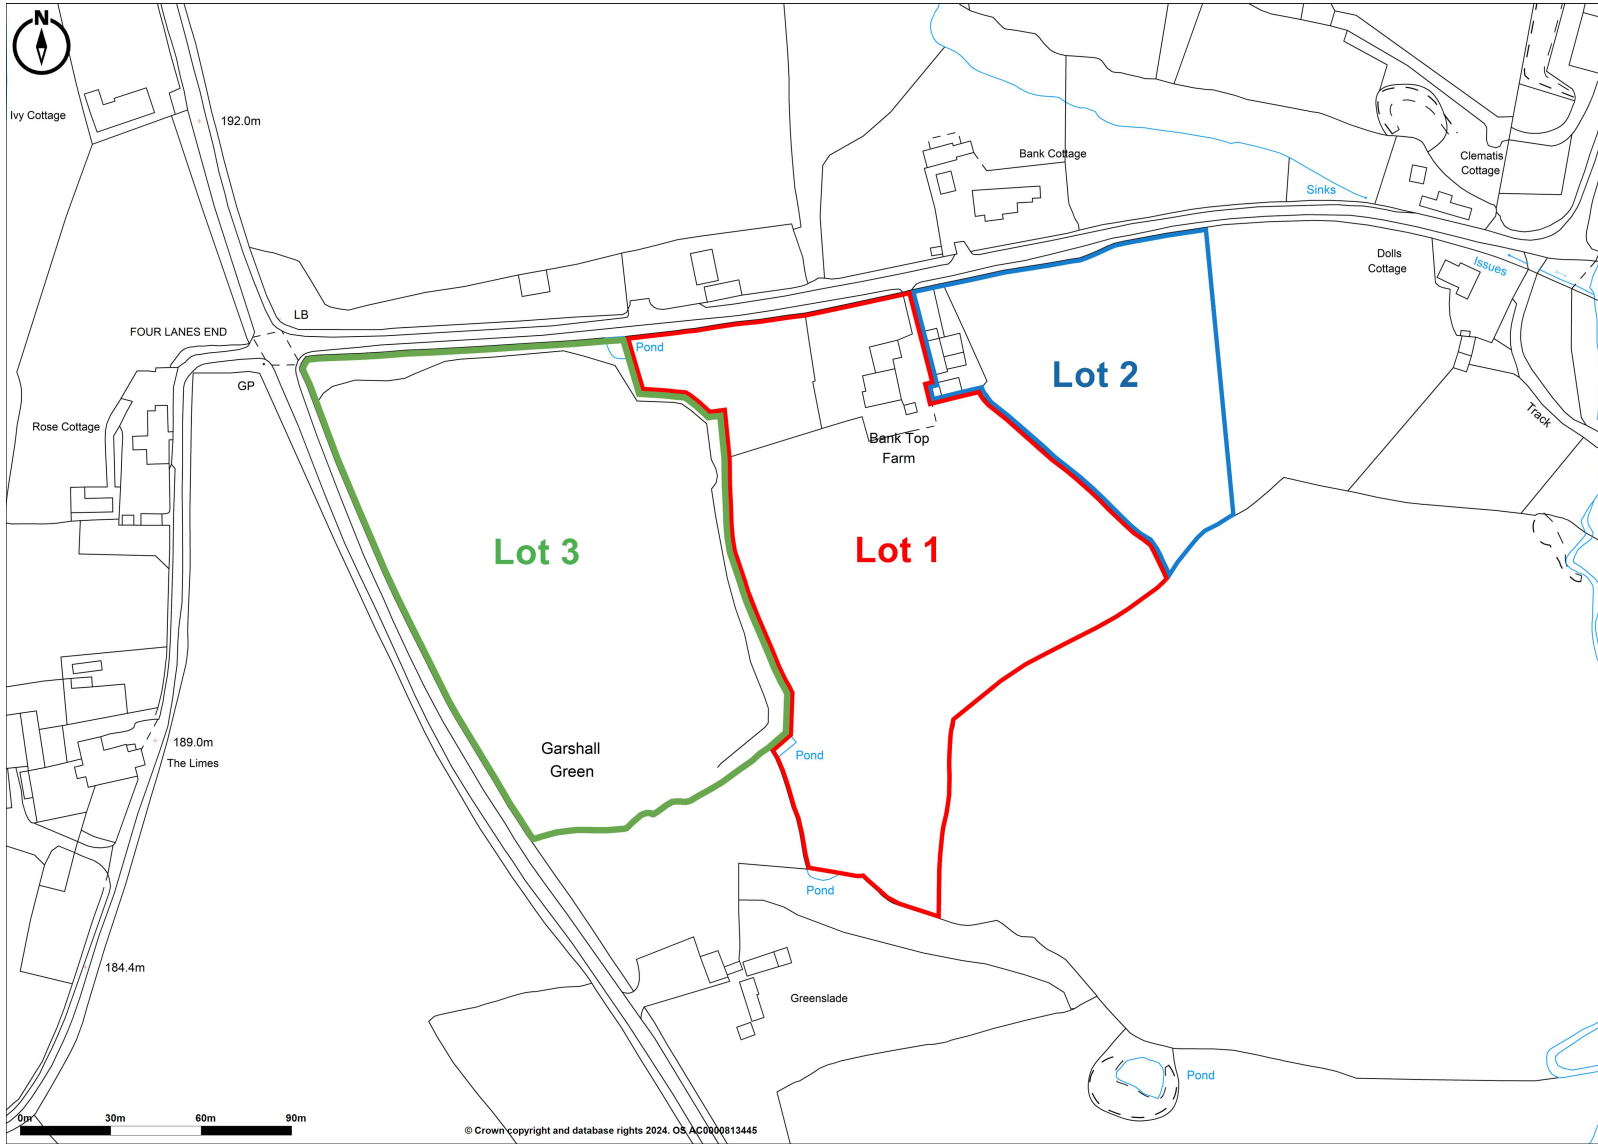 N
Ivy Cottage
192.0m
Bank Cottage
Clematis
Cottage
Sinks
Dolls
Cottage
Issues
LB
FOUR LANES END
Pond
GP
Lot 2
Track
Rose Cottage
Bank Top
Farm
Lot 3
Lot 1
189.0m
The Limes
Garshall
Green
Pond
Pond
184.4m
Greenslade
Pond
0m 30m 60m 90m
© Crown copyright and database rights 2024. OS AC0000813445